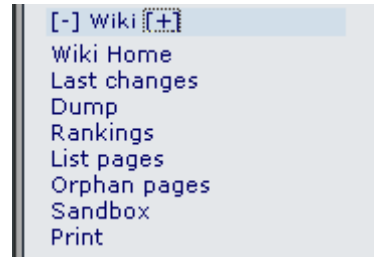 [-] Wiki [+]
Wiki Home
Last changes
Dump
Rankings
List pages
Orphan pages
Sandbox
Print